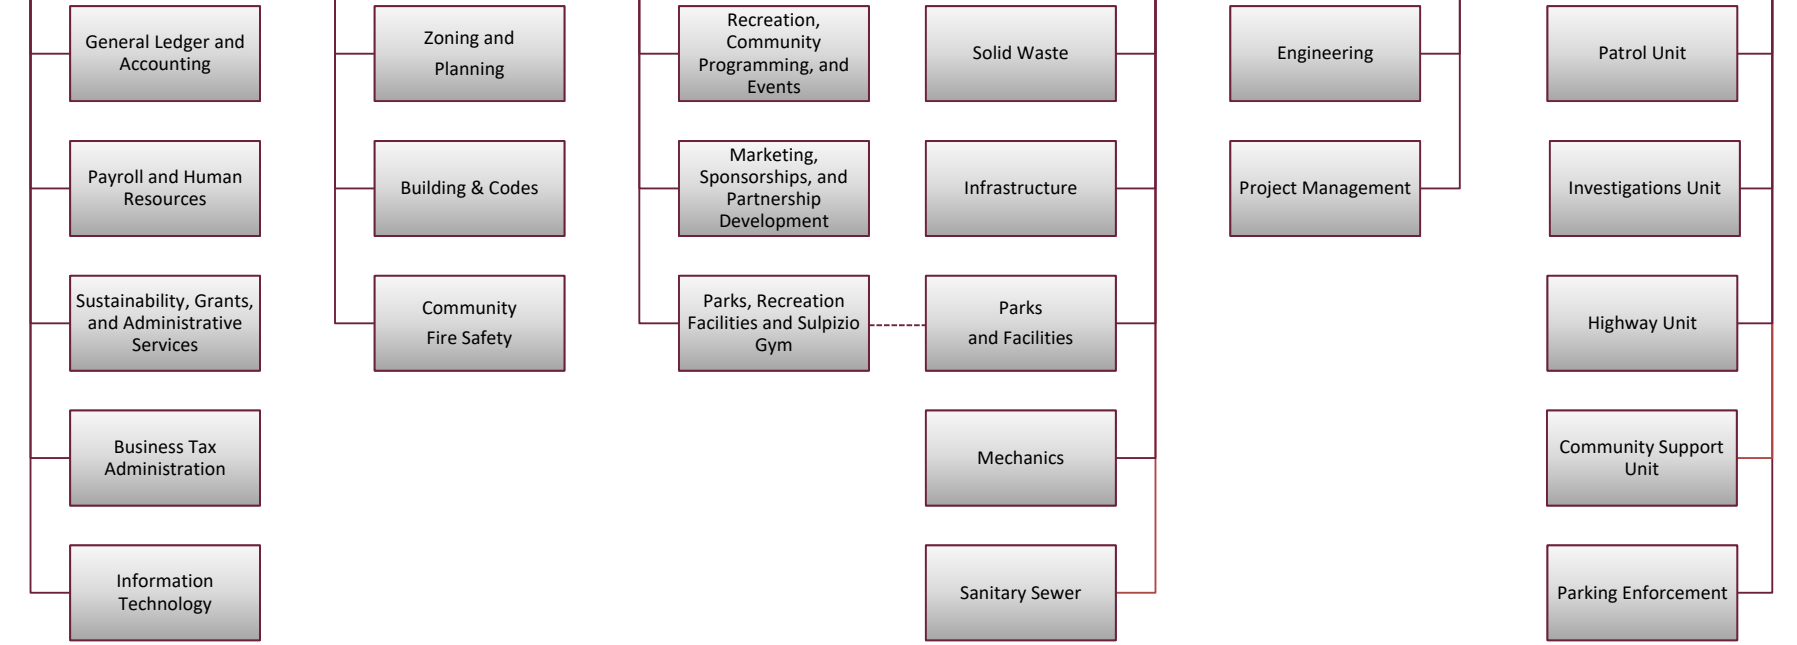 General Ledger and
Accounting
Payroll and Human
Resources
Sustainability, Grants,
and Administrative
Services
Business Tax
Administration
Information
Technology
Zoning and
Planning
Building & Codes
Community
Fire Safety
Recreation,
Community
Programming, and
Events
Marketing,
Sponsorships, and
Partnership
Development
Parks, Recreation
Facilities and Sulpizio
Gym
Solid Waste
Infrastructure
Parks
and Facilities
Mechanics
Sanitary Sewer
Engineering
Project Management
Patrol Unit
Investigations Unit
Highway Unit
Community Support
Unit
Parking Enforcement